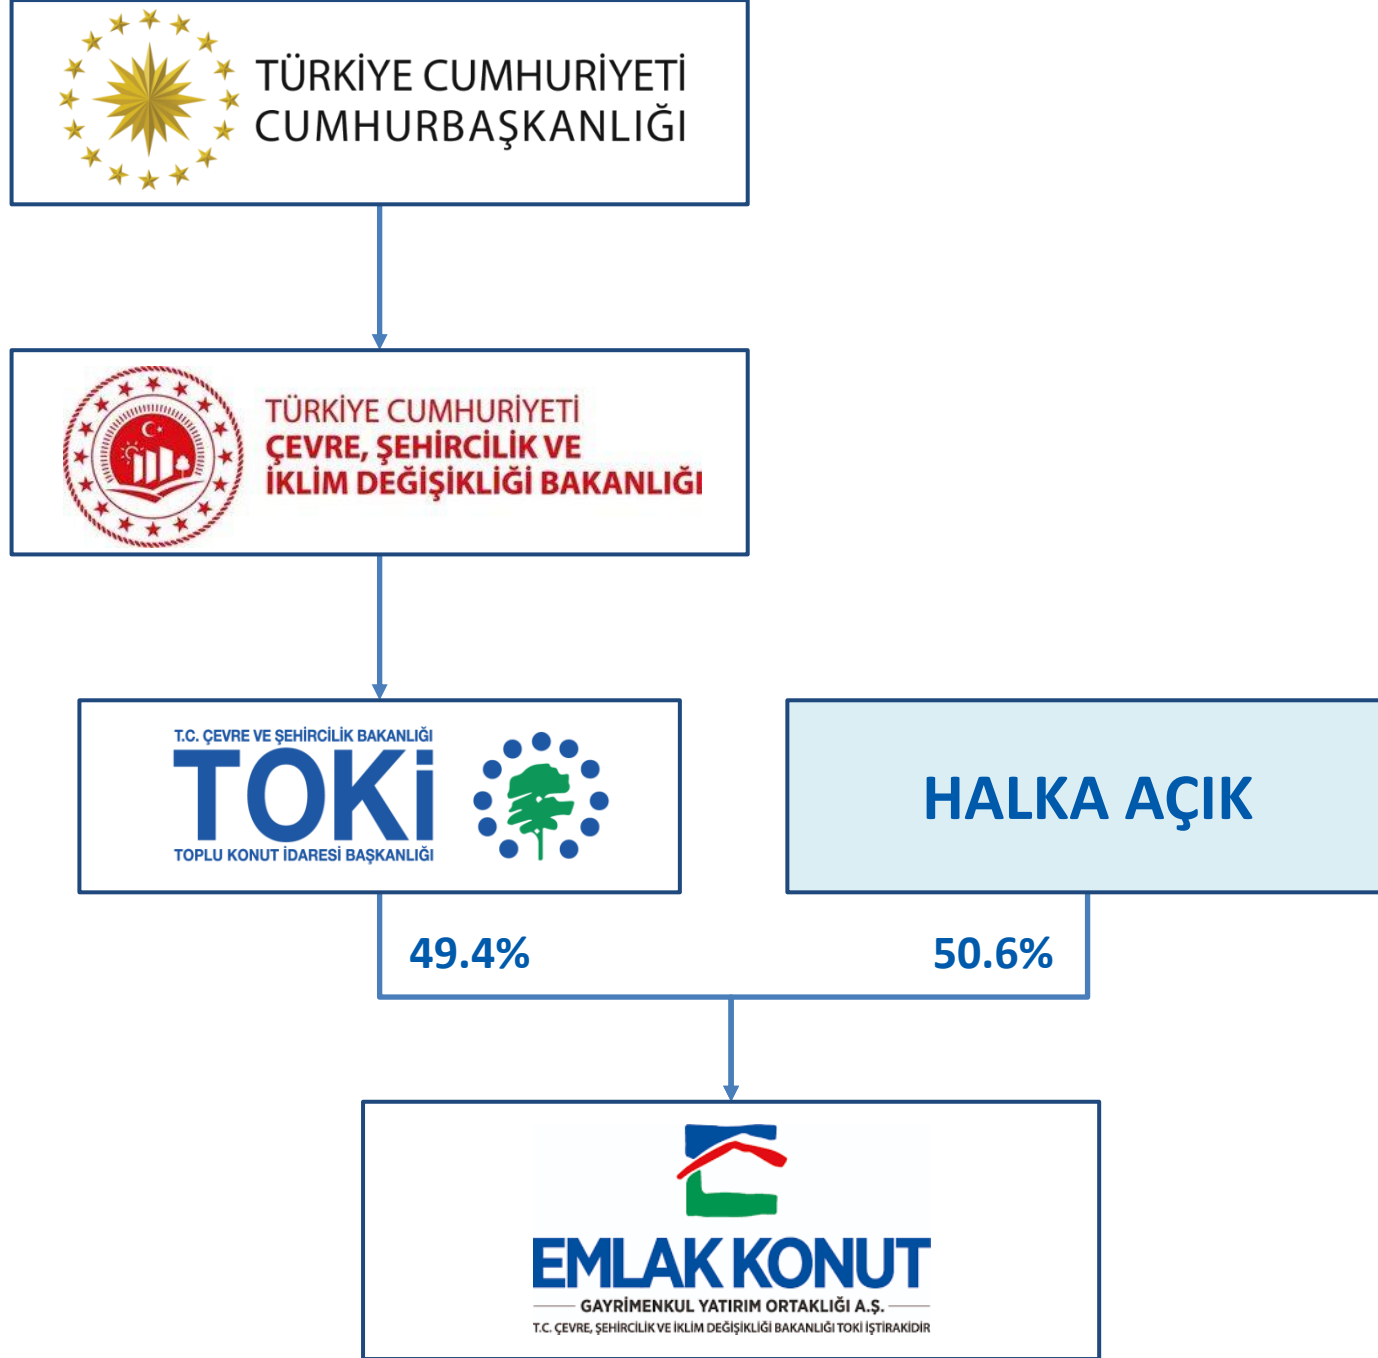 TÜRKİYE CUMHURİYETİ
CUMHURBAŞKANLIĞI
TÜRKİYE CUMHURİYETİ
ÇEVRE, ŞEHİRCİLİK VE
İKLİM DEĞİŞİKLİĞİ BAKANLIĞI
T.C. ÇEVRE VE ŞEHİRCİLİK BAKANLIĞI
TOKİ
TOPLU KONUT İDARESİ BAŞKANLIĞI
HALKA AÇIK
49.4%
50.6%
EMLAK KONUT
GAYRİMENKUL YATIRIM ORTAKLIĞI A.Ş.
T.C. ÇEVRE, ŞEHİRCİLİK VE İKLİM DEĞİŞİKLİĞİ BAKANLIĞI TOKİ İŞTİRAKİDİR